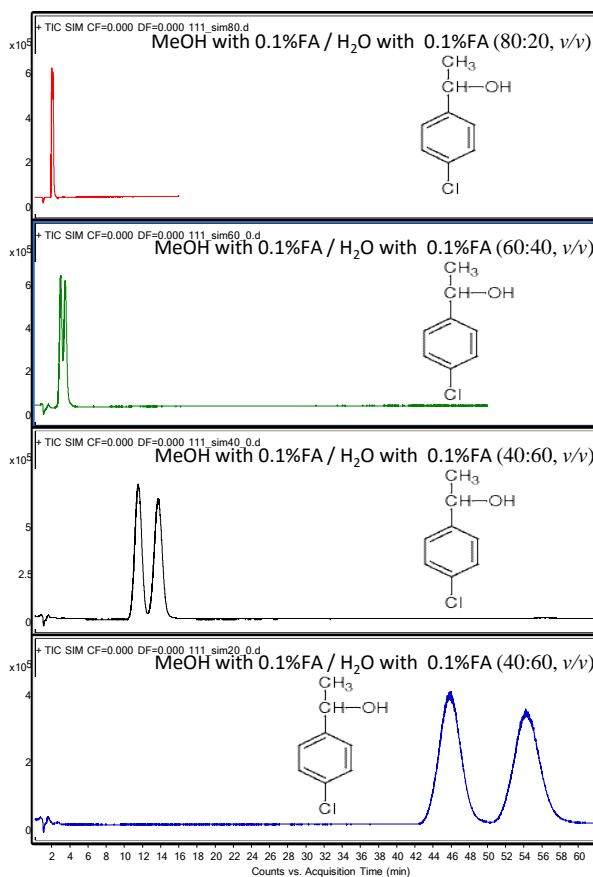 + TIC SIM CF=0.000 DF=0.000 111_sim80.d
x10⁵
MeOH with 0.1%FA / H₂O with 0.1%FA (80:20, v/v)
CH₃
CH—OH
Cl
6
4
2
0
+ TIC SIM CF=0.000 DF=0.000 111_sim60_0.d
x10⁵
MeOH with 0.1%FA / H₂O with 0.1%FA (60:40, v/v)
CH₃
CH—OH
Cl
6
4
2
0
+ TIC SIM CF=0.000 DF=0.000 111_sim40_0.d
x10⁵
MeOH with 0.1%FA / H₂O with 0.1%FA (40:60, v/v)
CH₃
CH—OH
Cl
5
2.5
0
+ TIC SIM CF=0.000 DF=0.000 111_sim20_0.d
x10⁵
MeOH with 0.1%FA / H₂O with 0.1%FA (40:60, v/v)
CH₃
CH—OH
Cl
4
2
0
2 4 6 8 10 12 14 16 18 20 22 24 26 28 30 32 34 36 38 40 42 44 46 48 50 52 54 56 58 60
Counts vs. Acquisition Time (min)